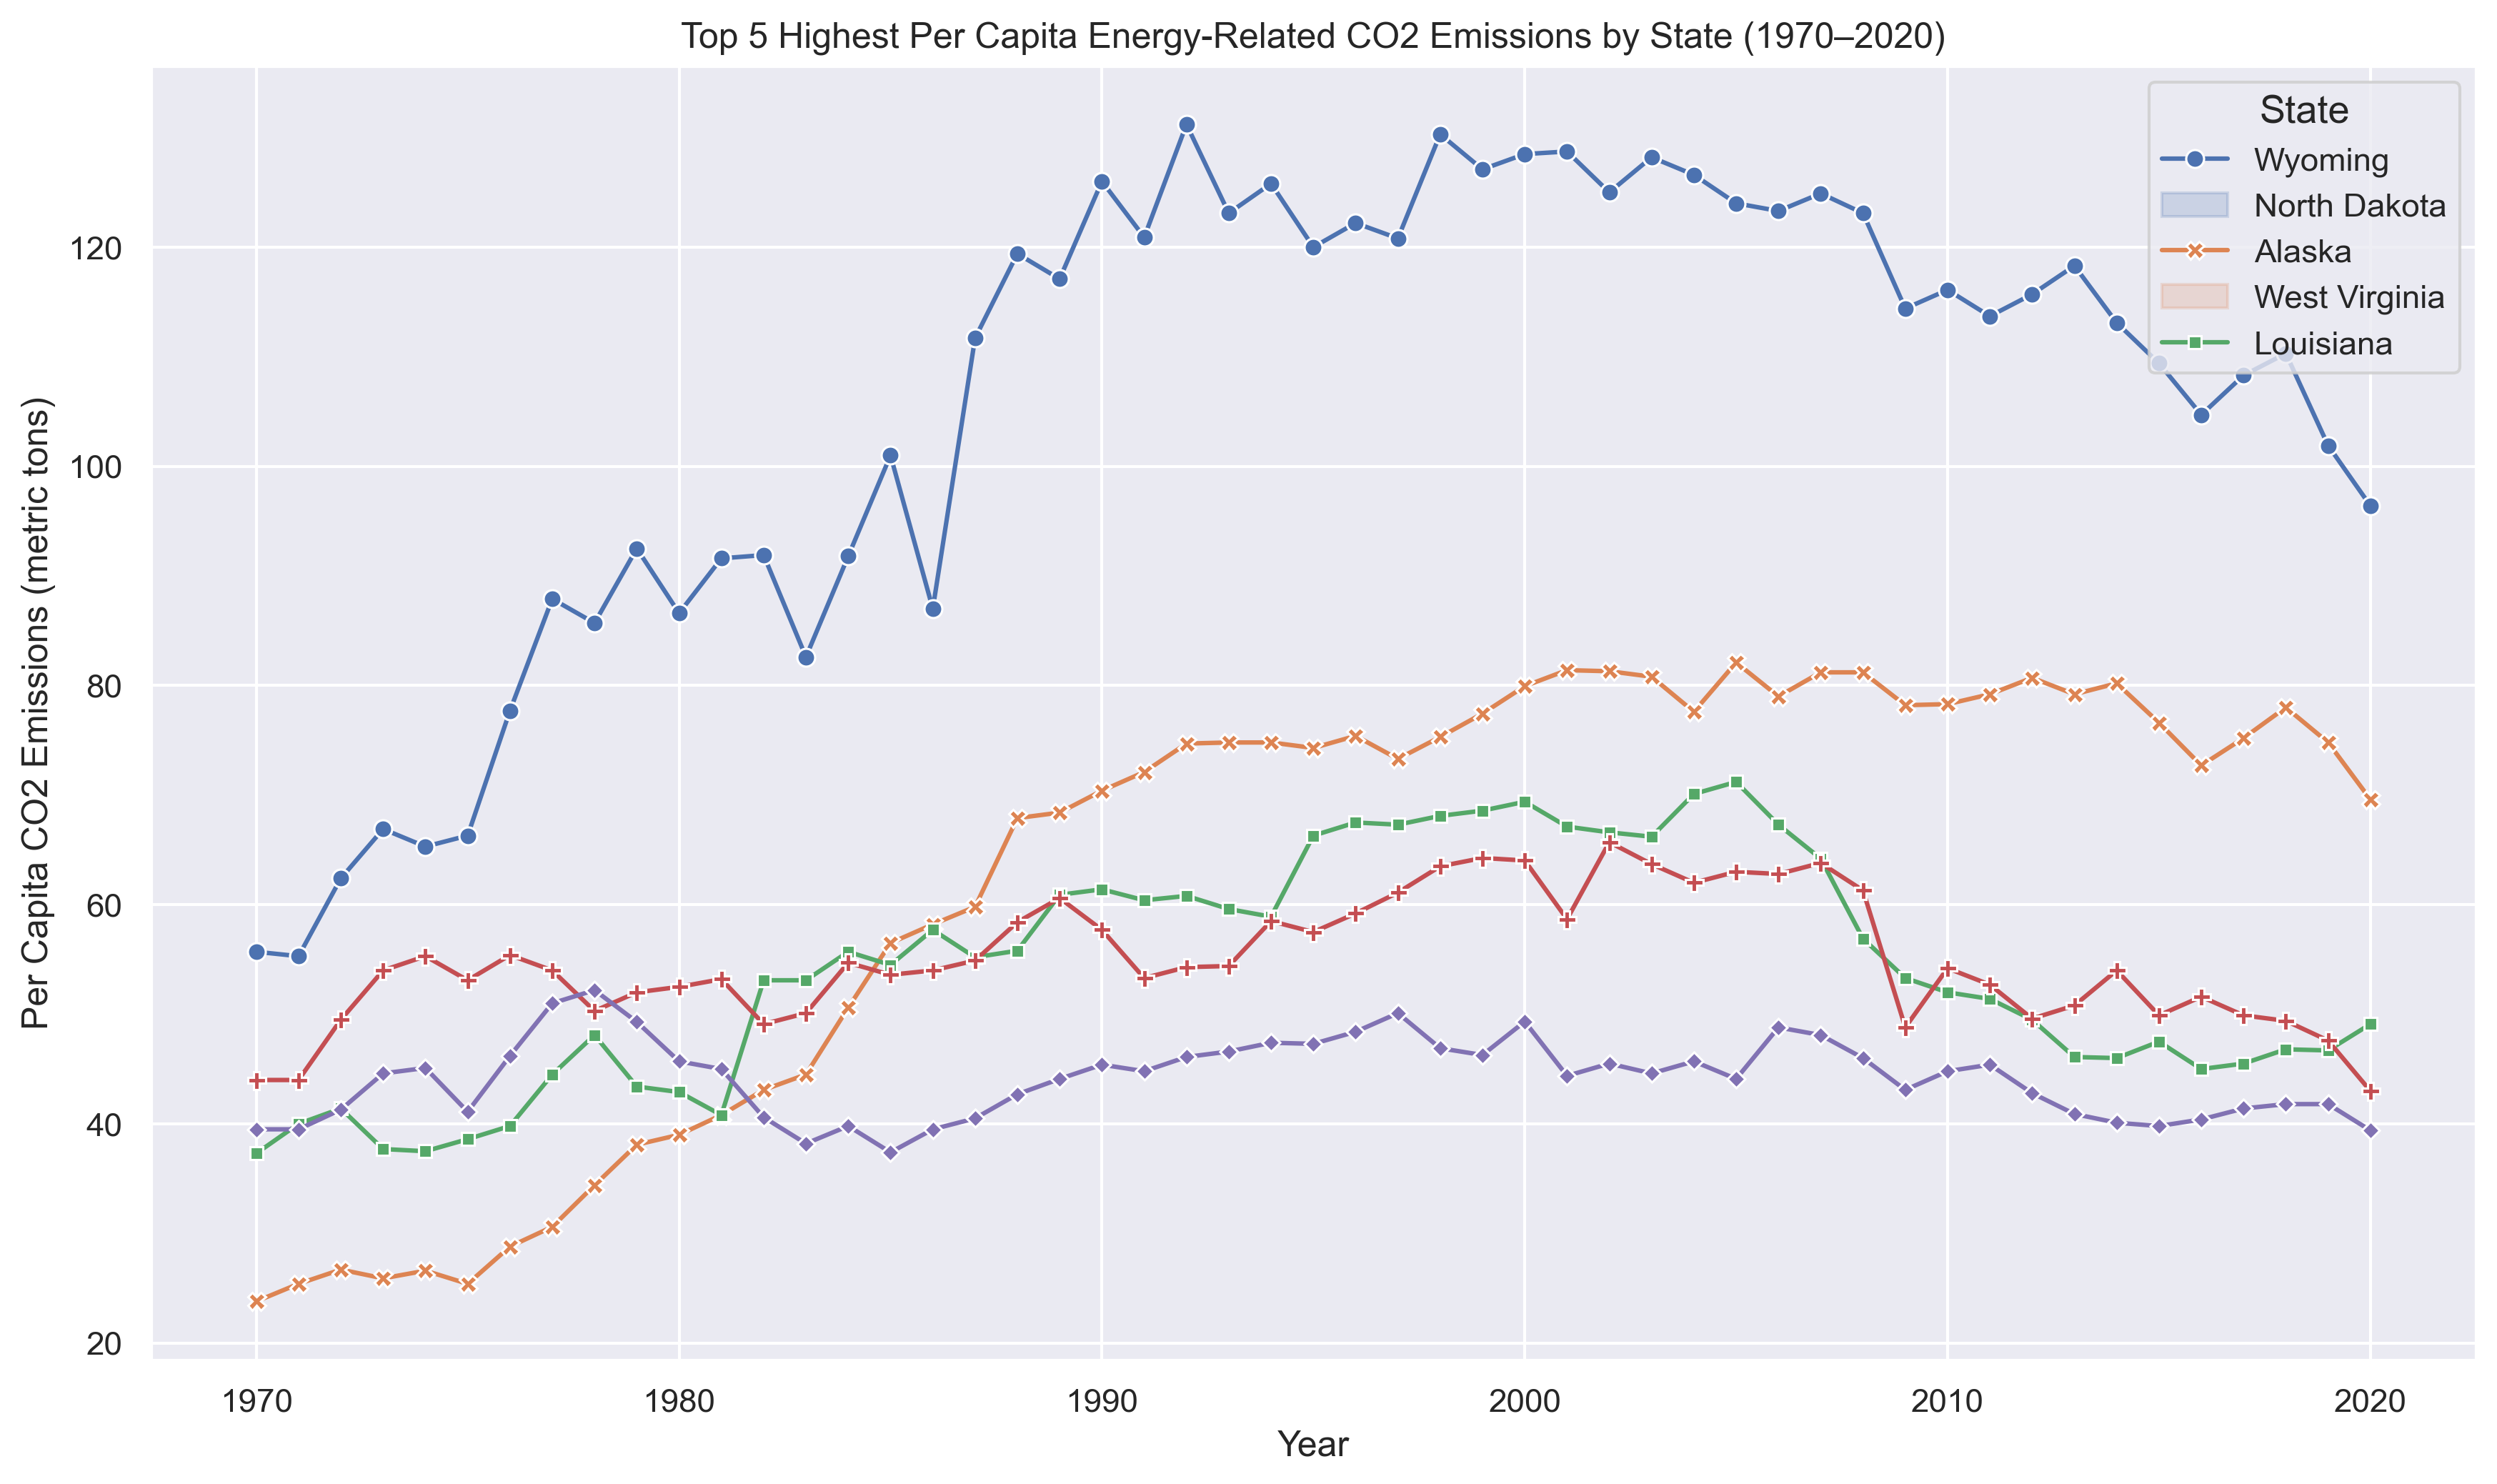 Top 5 Highest Per Capita Energy-Related CO2 Emissions by State (1970–2020)
State
Wyoming
North Dakota
Alaska
West Virginia
Louisiana
Per Capita CO2 Emissions (metric tons)
120
100
80
60
40
20
1970 1980 1990 2000 2010 2020
Year